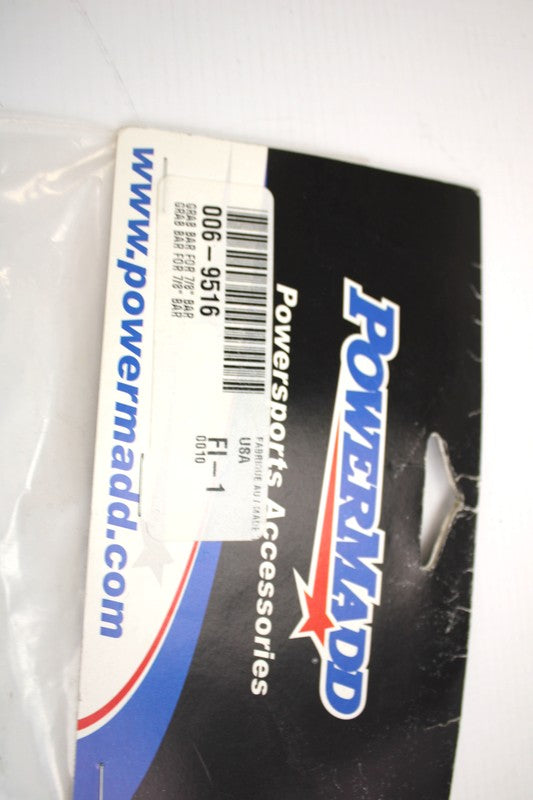 POWERMADD
Powersports Accessories
006-9516
GRAB BAR FOR 7/8" BAR
GRAB BAR FOR 7/8" BAR
USA
FI-1
0010
www.powermadd.com